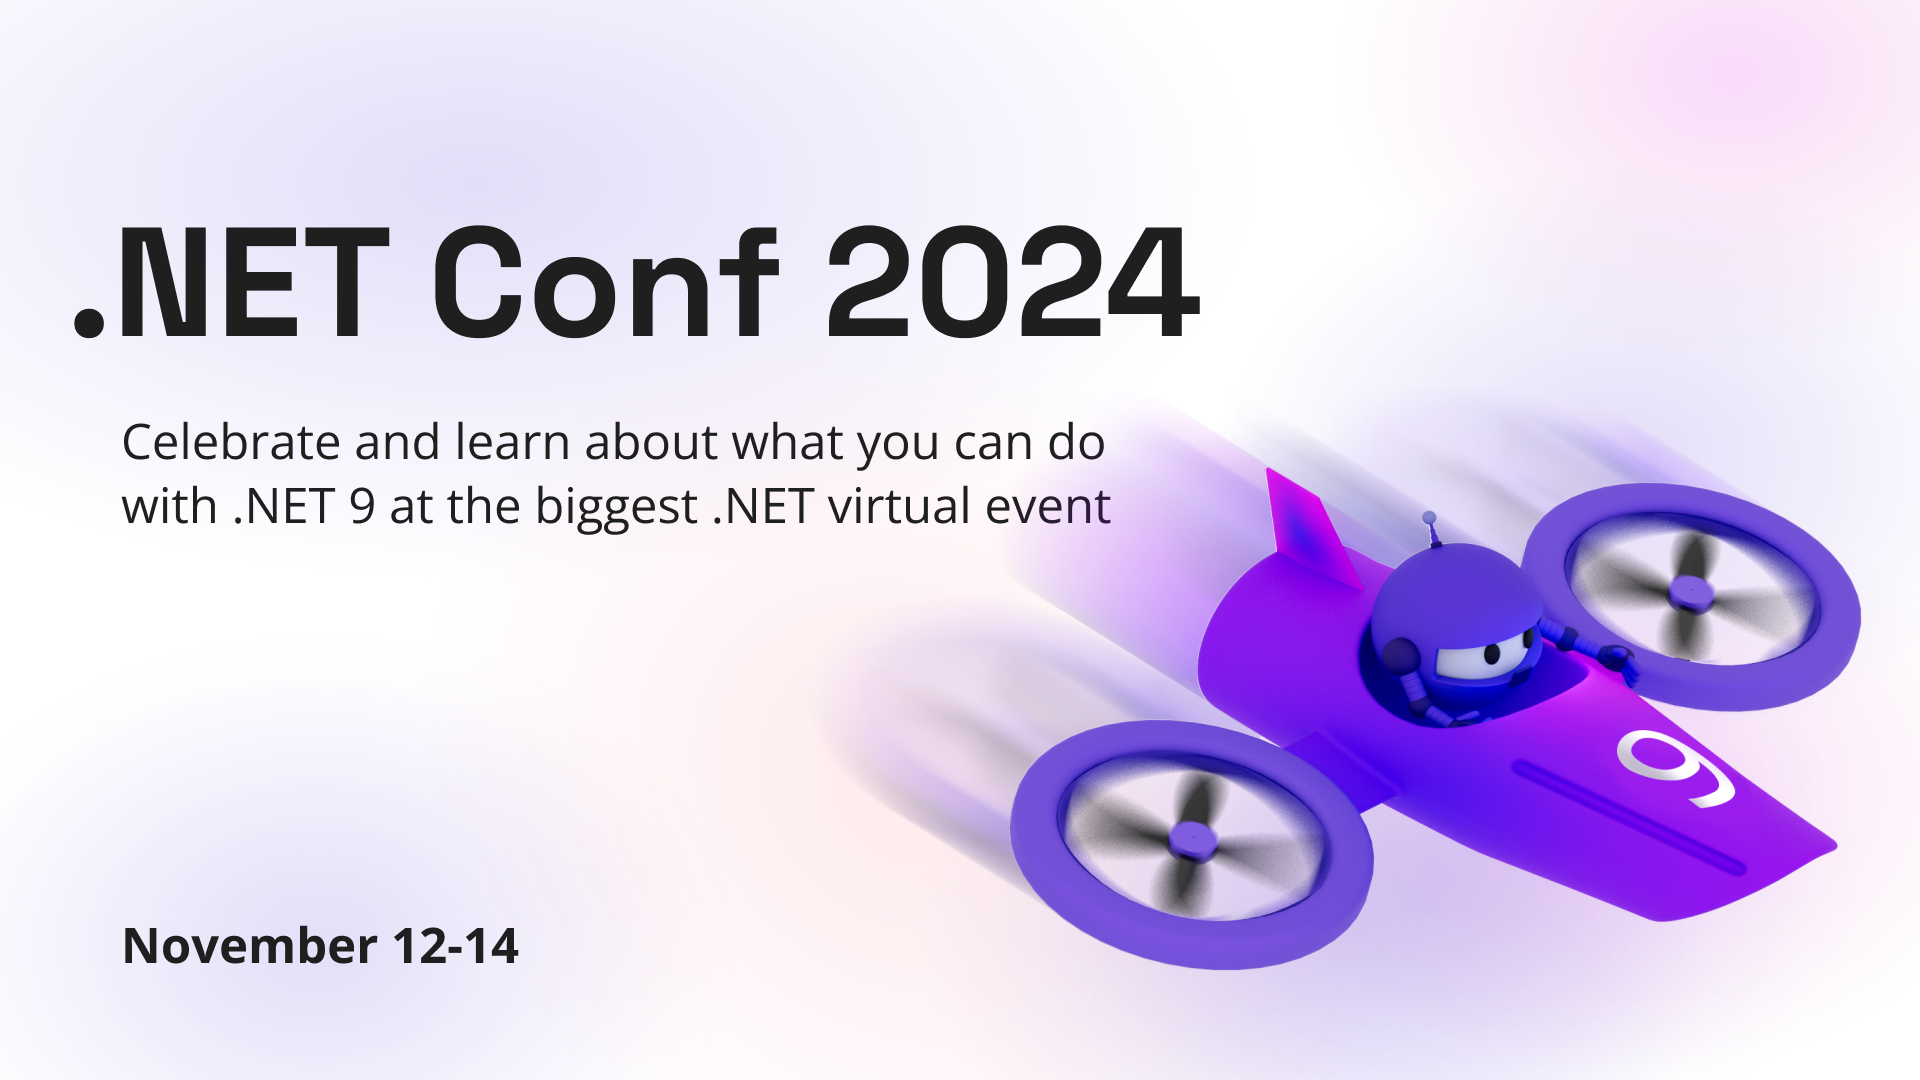 .NET Conf 2024
Celebrate and learn about what you can do
with .NET 9 at the biggest .NET virtual event
9
November 12-14